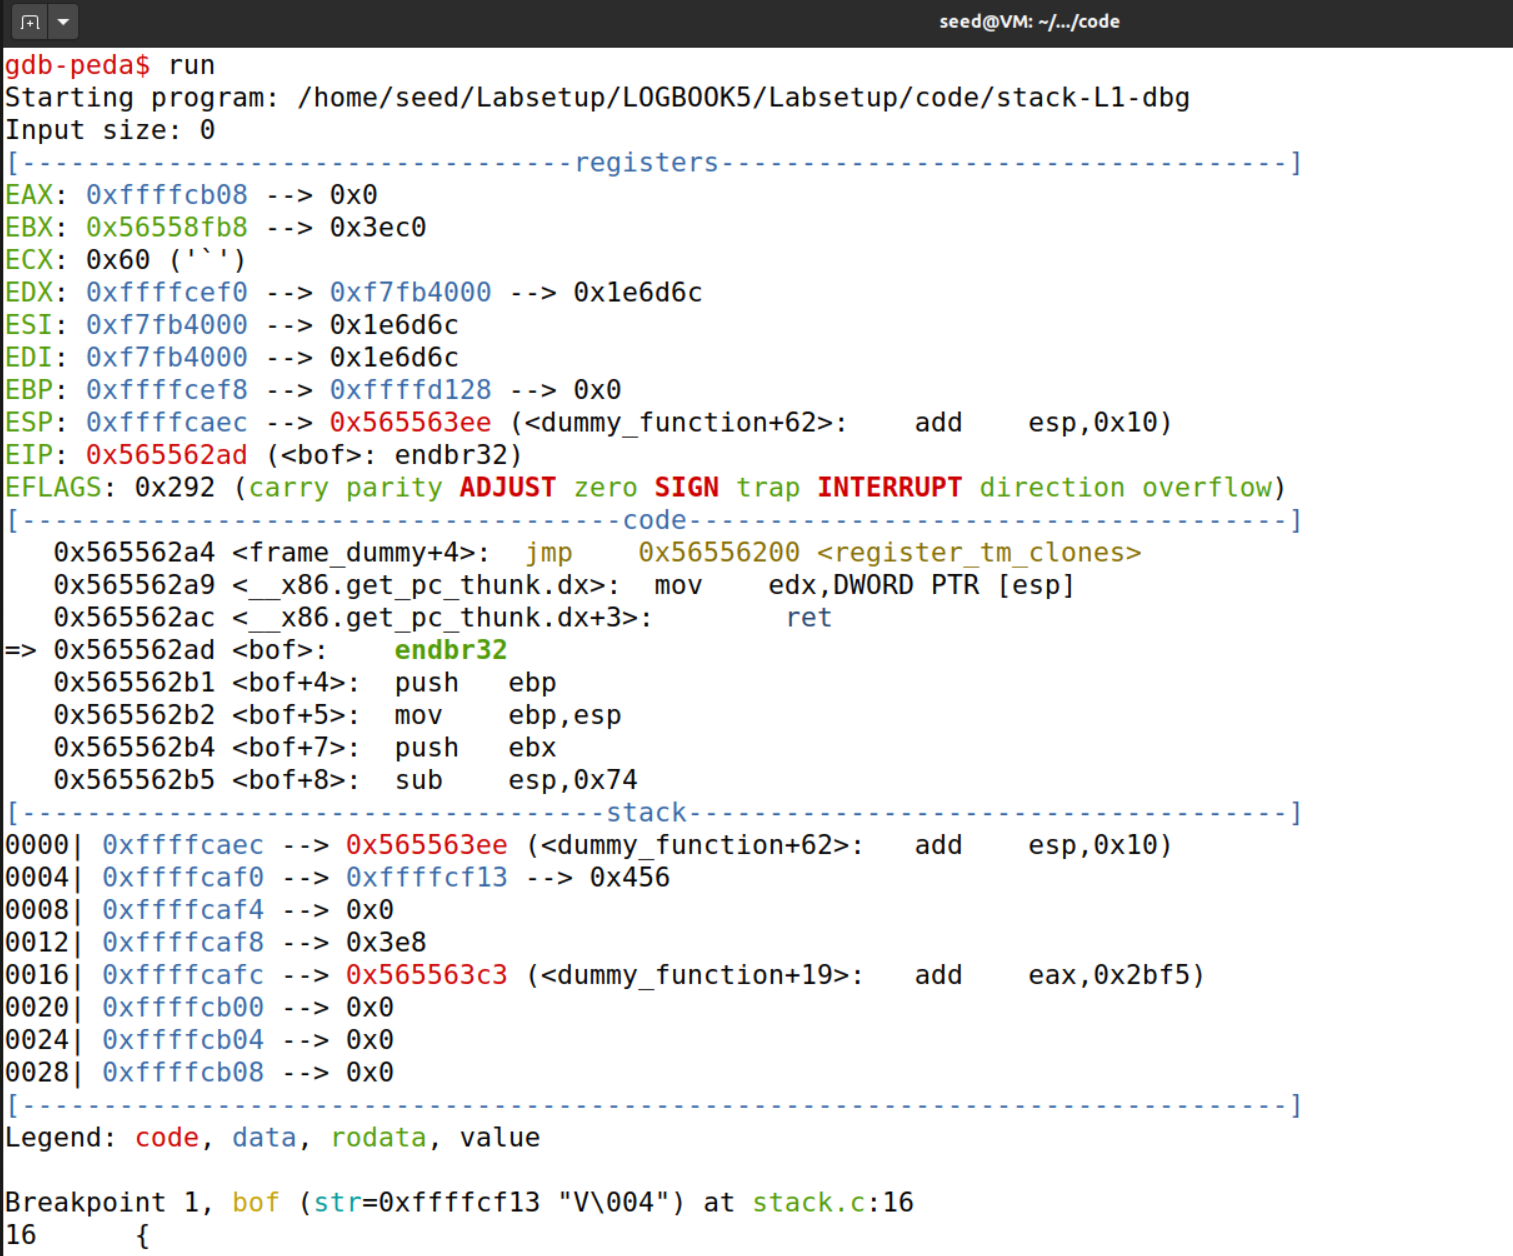 seed@VM: ~/.../code
gdb-peda$ run
Starting program: /home/seed/Labsetup/LOGBOOK5/Labsetup/code/stack-L1-dbg
Input size: 0
[----------------------------------registers-----------------------------------]
EAX: 0xffffcb08 --> 0x0
EBX: 0x56558fb8 --> 0x3ec0
ECX: 0x60 ('`')
EDX: 0xffffcef0 --> 0xf7fb4000 --> 0x1e6d6c
ESI: 0xf7fb4000 --> 0x1e6d6c
EDI: 0xf7fb4000 --> 0x1e6d6c
EBP: 0xffffcef8 --> 0xffffd128 --> 0x0
ESP: 0xffffcaec --> 0x565563ee (<dummy_function+62>:    add    esp,0x10)
EIP: 0x565562ad (<bof>: endbr32)
EFLAGS: 0x292 (carry parity ADJUST zero SIGN trap INTERRUPT direction overflow)
[-------------------------------------code-------------------------------------]
   0x565562a4 <frame_dummy+4>:  jmp    0x56556200 <register_tm_clones>
   0x565562a9 <__x86.get_pc_thunk.dx>:  mov    edx,DWORD PTR [esp]
   0x565562ac <__x86.get_pc_thunk.dx+3>:        ret
=> 0x565562ad <bof>:    endbr32
   0x565562b1 <bof+4>:  push   ebp
   0x565562b2 <bof+5>:  mov    ebp,esp
   0x565562b4 <bof+7>:  push   ebx
   0x565562b5 <bof+8>:  sub    esp,0x74
[------------------------------------stack-------------------------------------]
0000| 0xffffcaec --> 0x565563ee (<dummy_function+62>:   add    esp,0x10)
0004| 0xffffcaf0 --> 0xffffcf13 --> 0x456
0008| 0xffffcaf4 --> 0x0
0012| 0xffffcaf8 --> 0x3e8
0016| 0xffffcafc --> 0x565563c3 (<dummy_function+19>:   add    eax,0x2bf5)
0020| 0xffffcb00 --> 0x0
0024| 0xffffcb04 --> 0x0
0028| 0xffffcb08 --> 0x0
[------------------------------------------------------------------------------]
Legend: code, data, rodata, value
Breakpoint 1, bof (str=0xffffcf13 "V\004") at stack.c:16
16      {